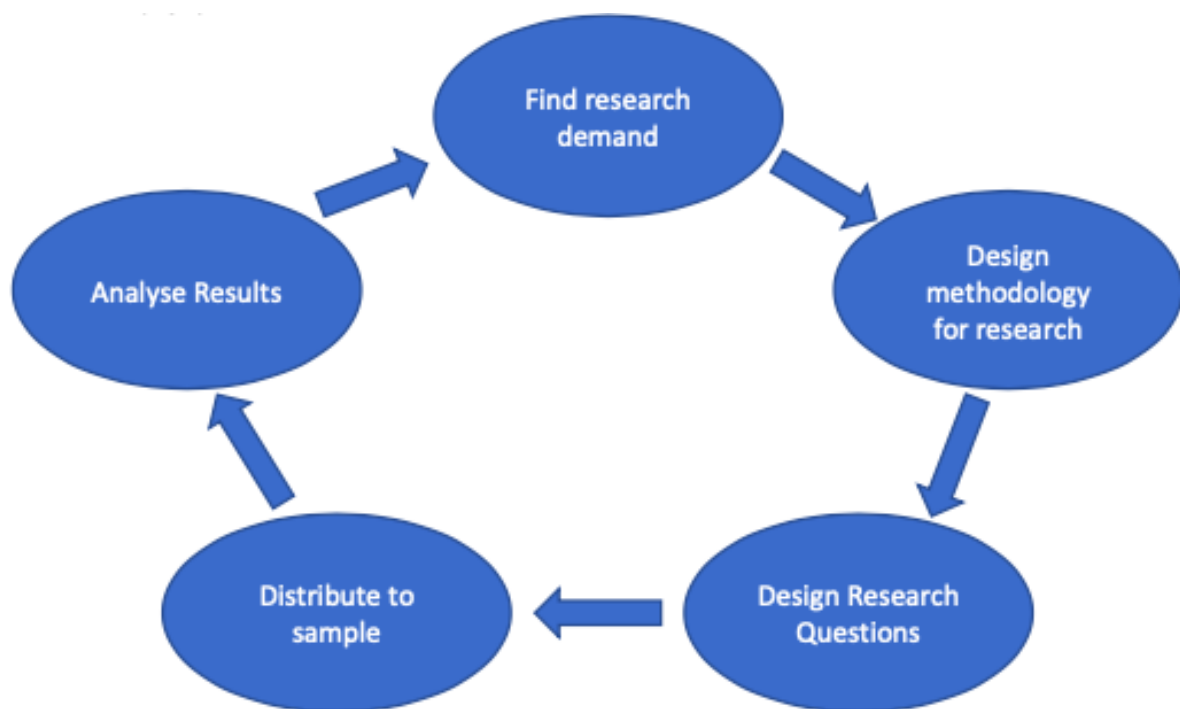 Find research
demand
Design
methodology
for research
Design Research
Questions
Distribute to
sample
Analyse Results